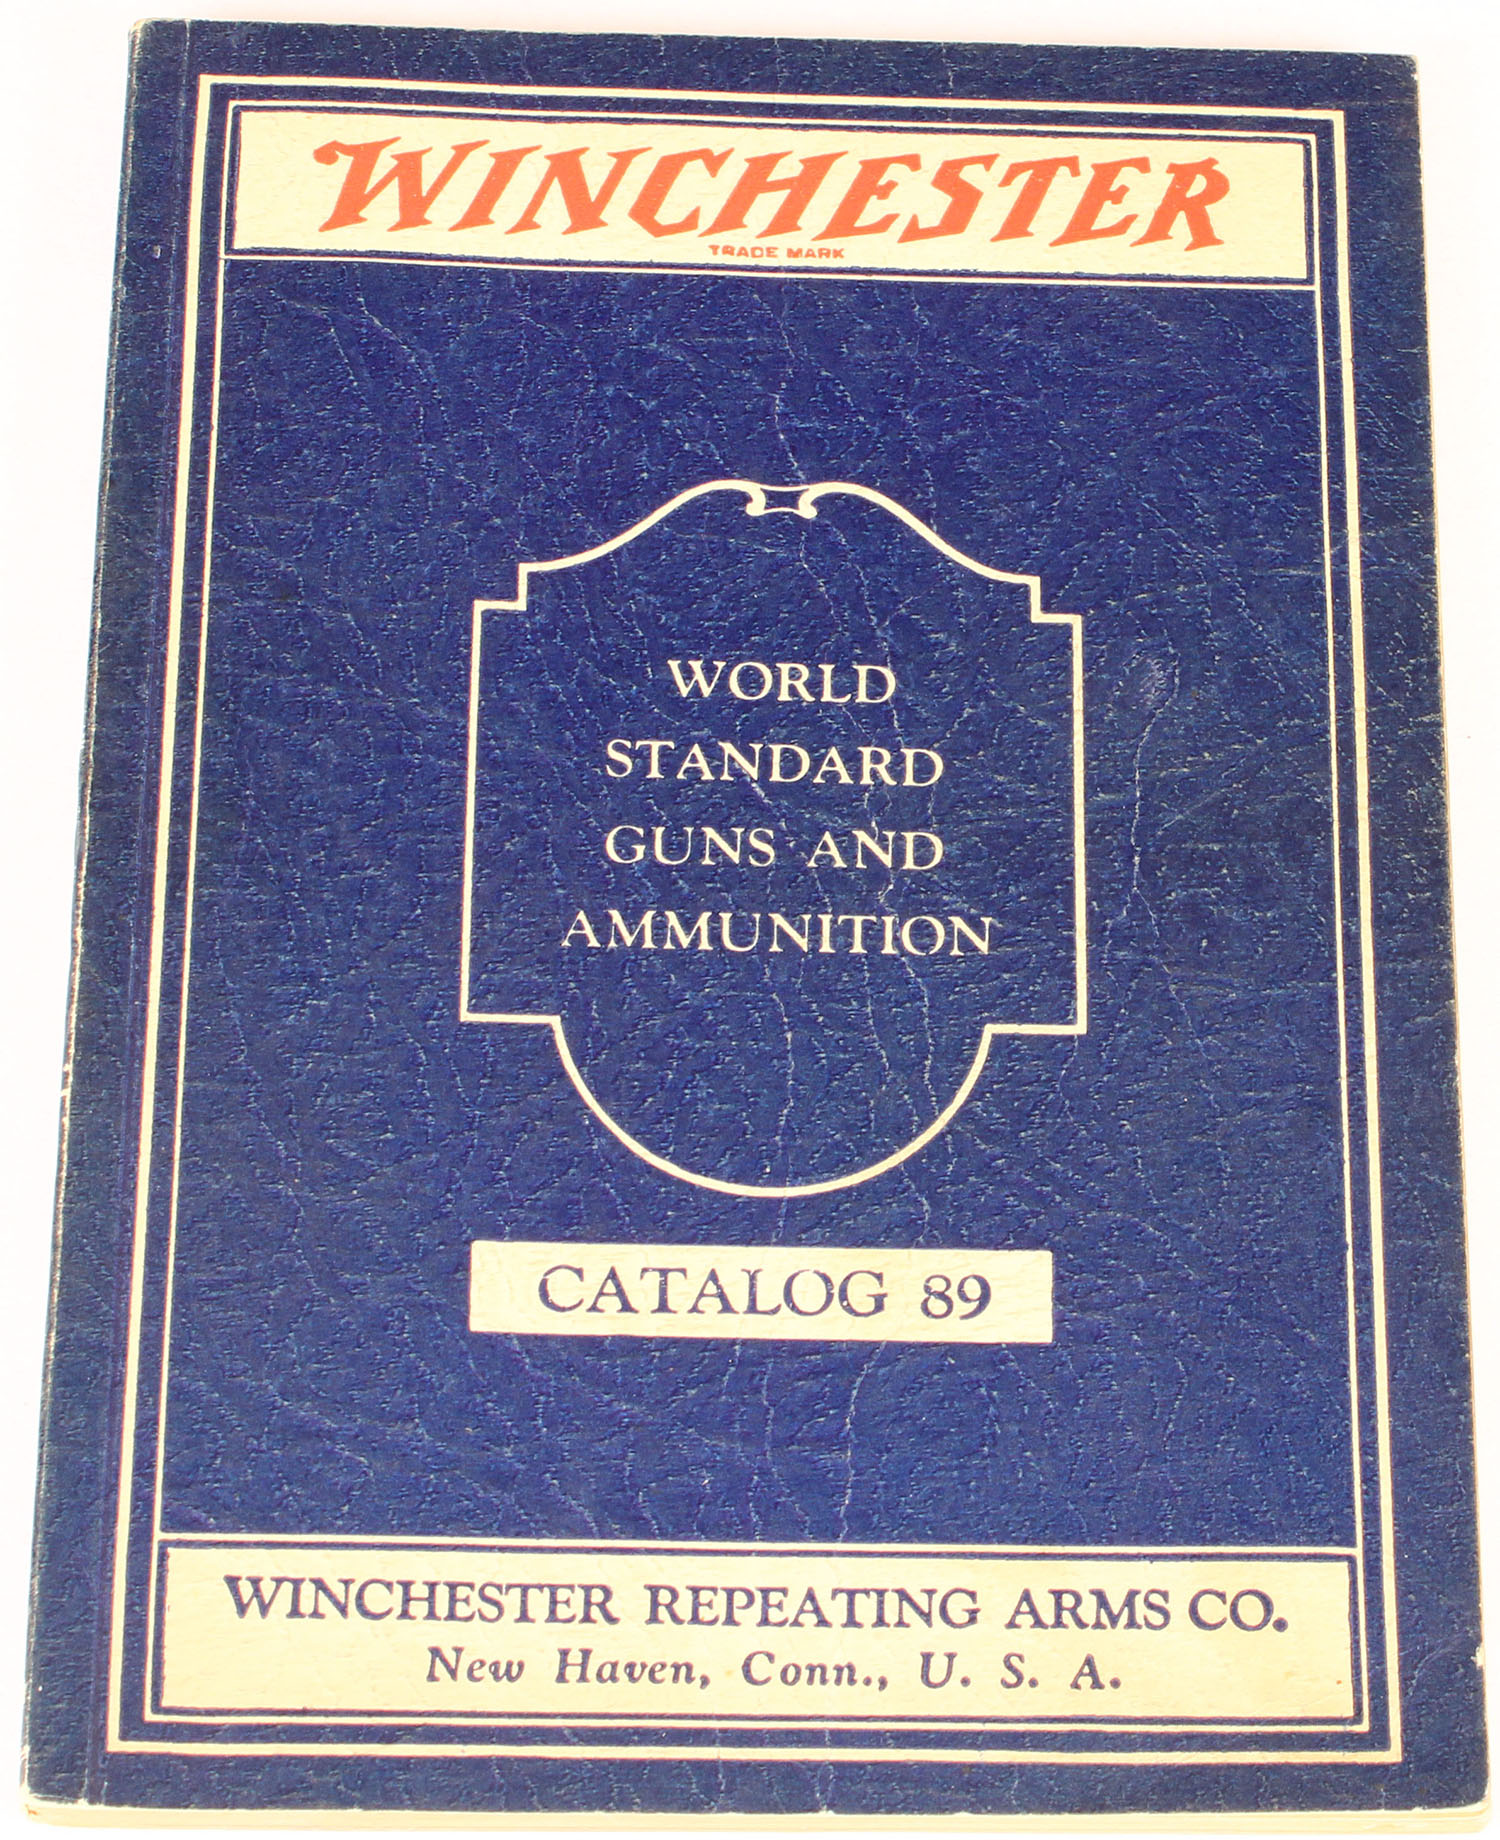 WINCHESTER
TRADE MARK
WORLD
STANDARD
GUNS AND
AMMUNITION
CATALOG 89
WINCHESTER REPEATING ARMS CO.
New Haven, Conn., U. S. A.